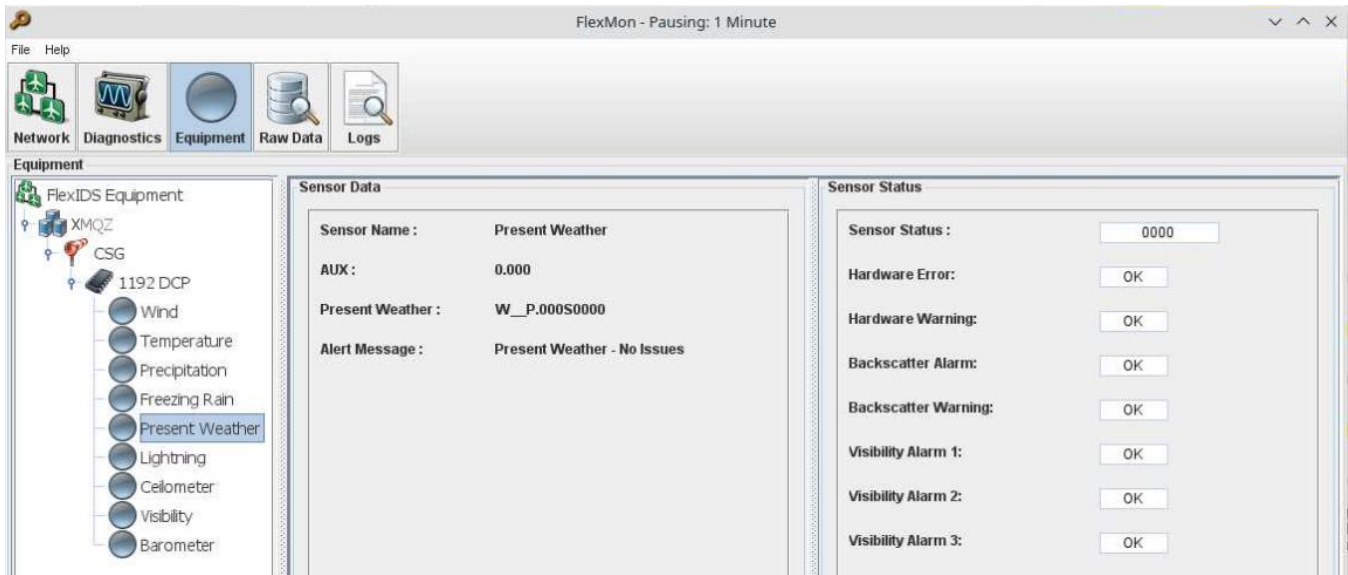 FlexMon - Pausing: 1 Minute
File Help
Network Diagnostics Equipment Raw Data Logs
Equipment
FlexIDS Equipment
XMQZ
CSG
1192 DCP
Wind
Temperature
Precipitation
Freezing Rain
Present Weather
Lightning
Ceilometer
Visibility
Barometer
Sensor Data
Sensor Name : Present Weather
AUX : 0.000
Present Weather : W__P.000S0000
Alert Message : Present Weather - No Issues
Sensor Status
Sensor Status : 0000
Hardware Error: OK
Hardware Warning: OK
Backscatter Alarm: OK
Backscatter Warning: OK
Visibility Alarm 1: OK
Visibility Alarm 2: OK
Visibility Alarm 3: OK